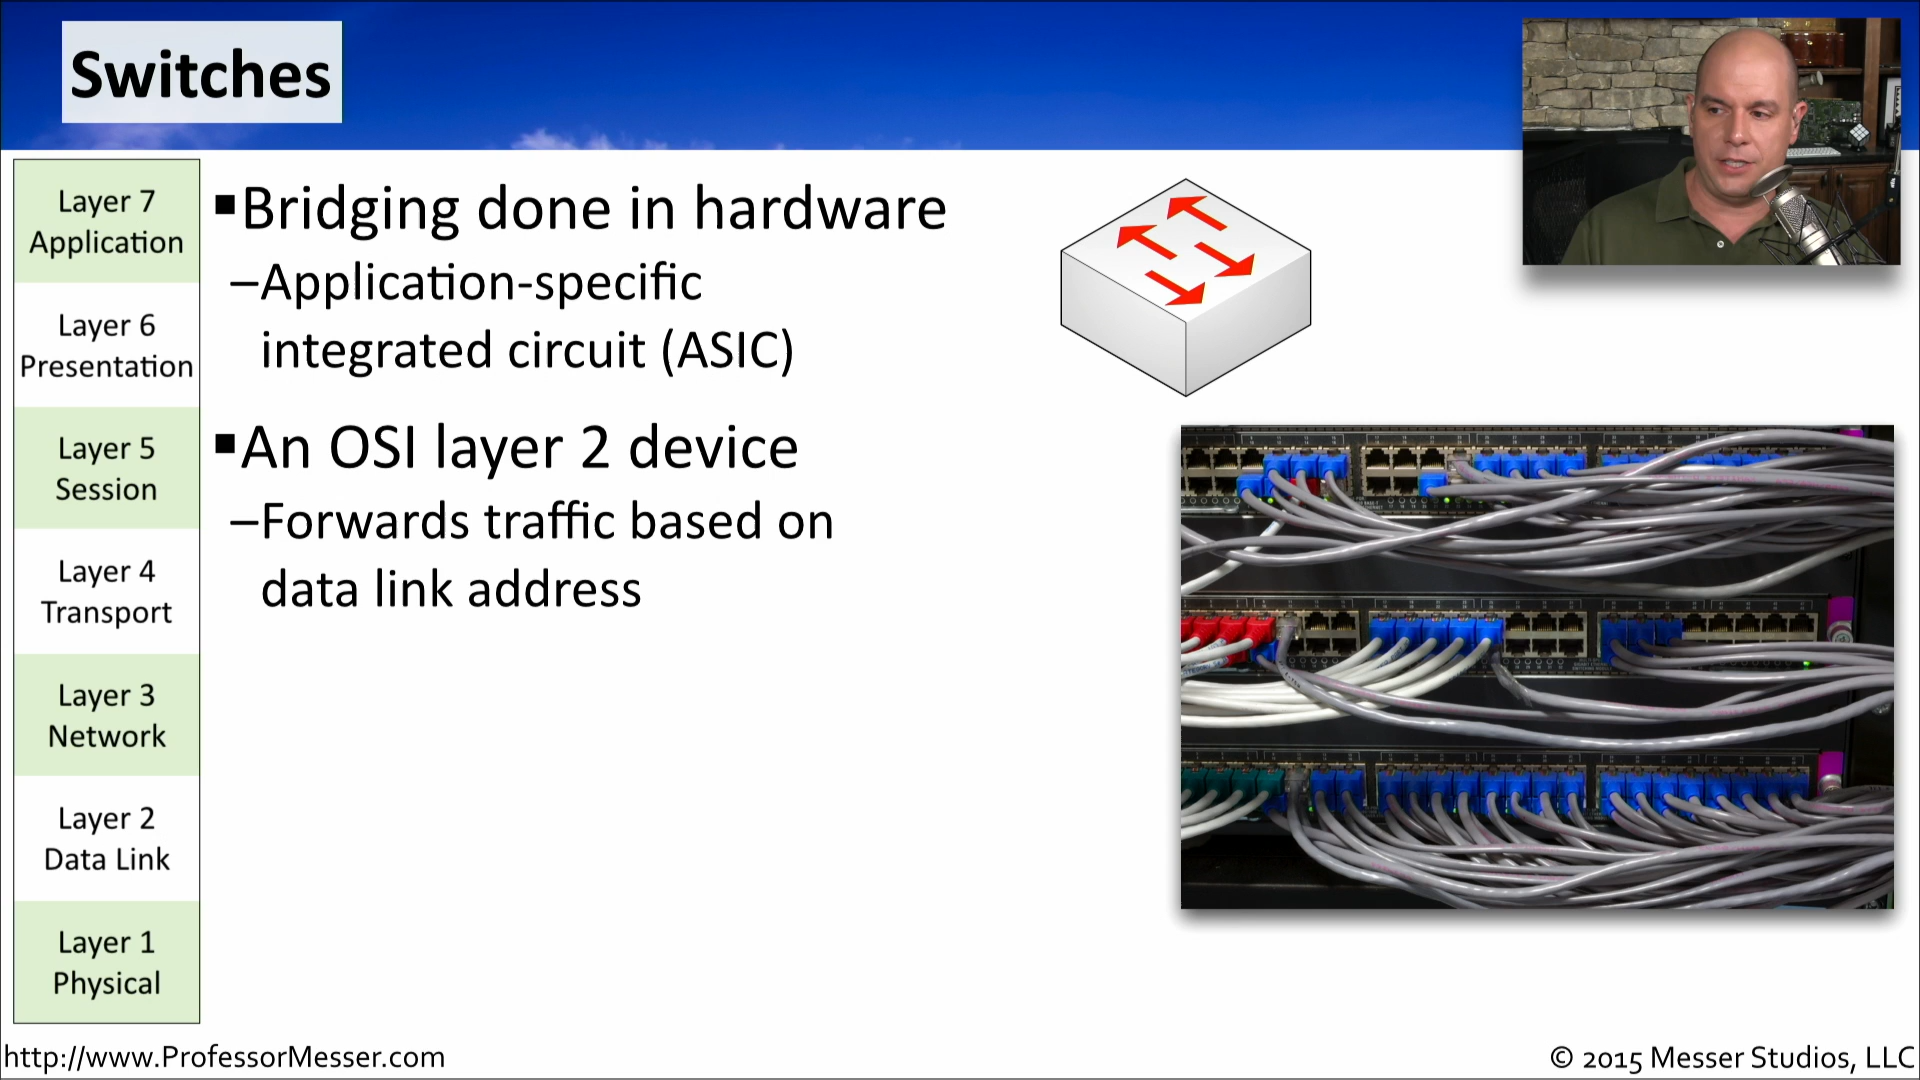 Switches
Layer 7
Application
Layer 6
Presentation
Layer 5
Session
Layer 4
Transport
Layer 3
Network
Layer 2
Data Link
Layer 1
Physical
▪Bridging done in hardware
–Application-specific
integrated circuit (ASIC)
▪An OSI layer 2 device
–Forwards traffic based on
data link address
http://www.ProfessorMesser.com
© 2015 Messer Studios, LLC